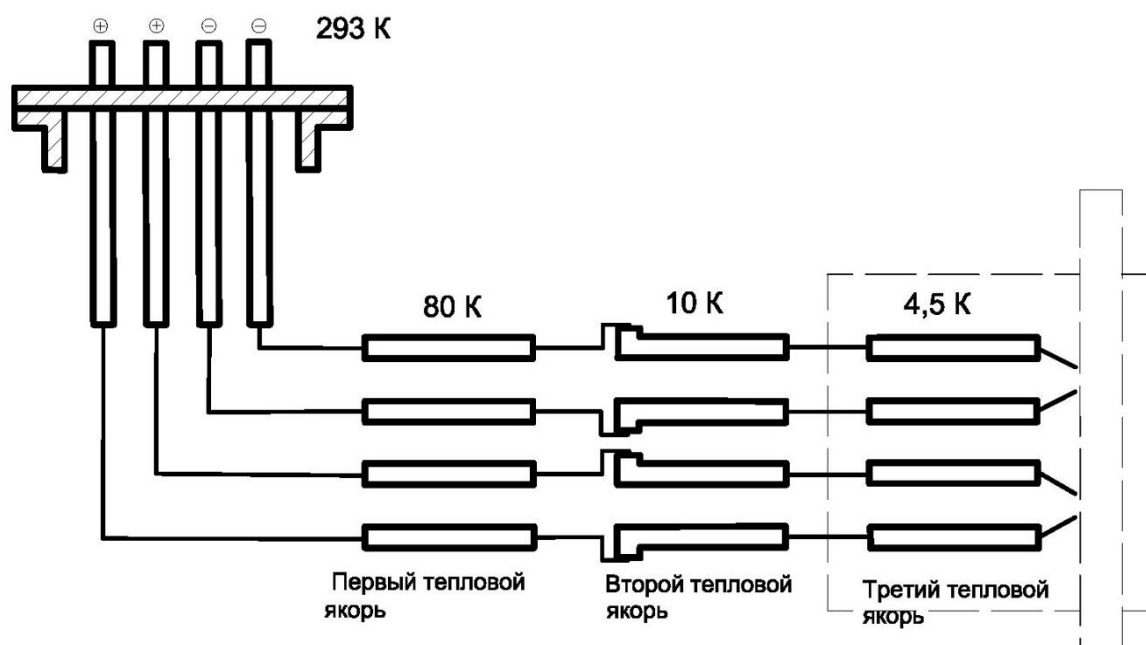 ⊕ ⊕ ⊖ ⊖
293 К
80 К
10 К
4,5 К
Первый тепловой
якорь
Второй тепловой
якорь
Третий тепловой
якорь